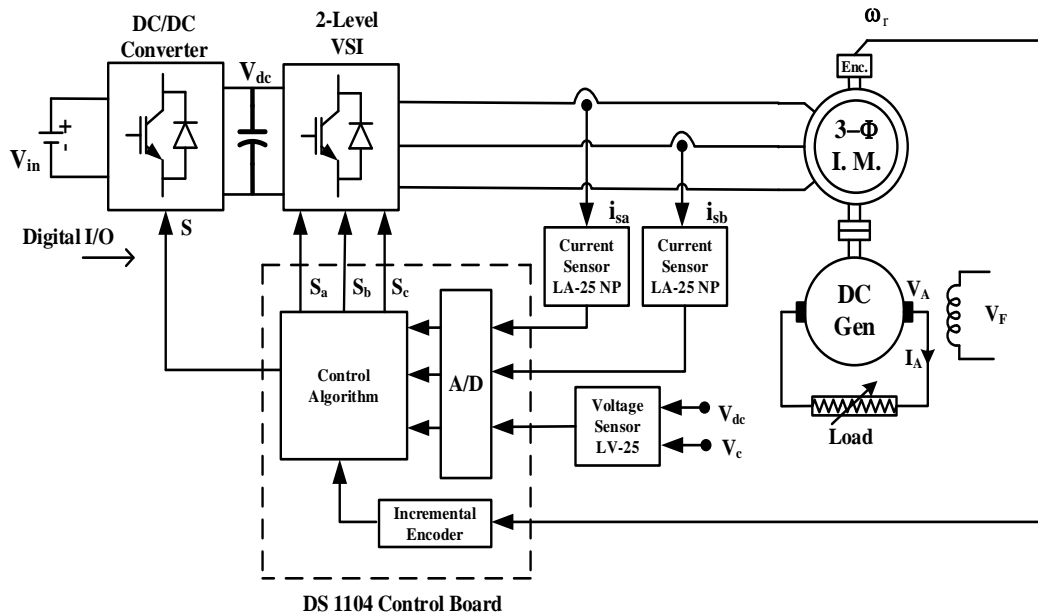 DC/DC
Converter
2-Level
VSI
ωr
Enc.
Vdc
+
-
Vin
3–Φ
I. M.
S
isa
isb
Digital I/O
Current
Sensor
LA-25 NP
Current
Sensor
LA-25 NP
Sa
Sb
Sc
DC
Gen
VA
VF
IA
Control
Algorithm
A/D
Voltage
Sensor
LV-25
Vdc
Vc
Load
Incremental
Encoder
DS 1104 Control Board